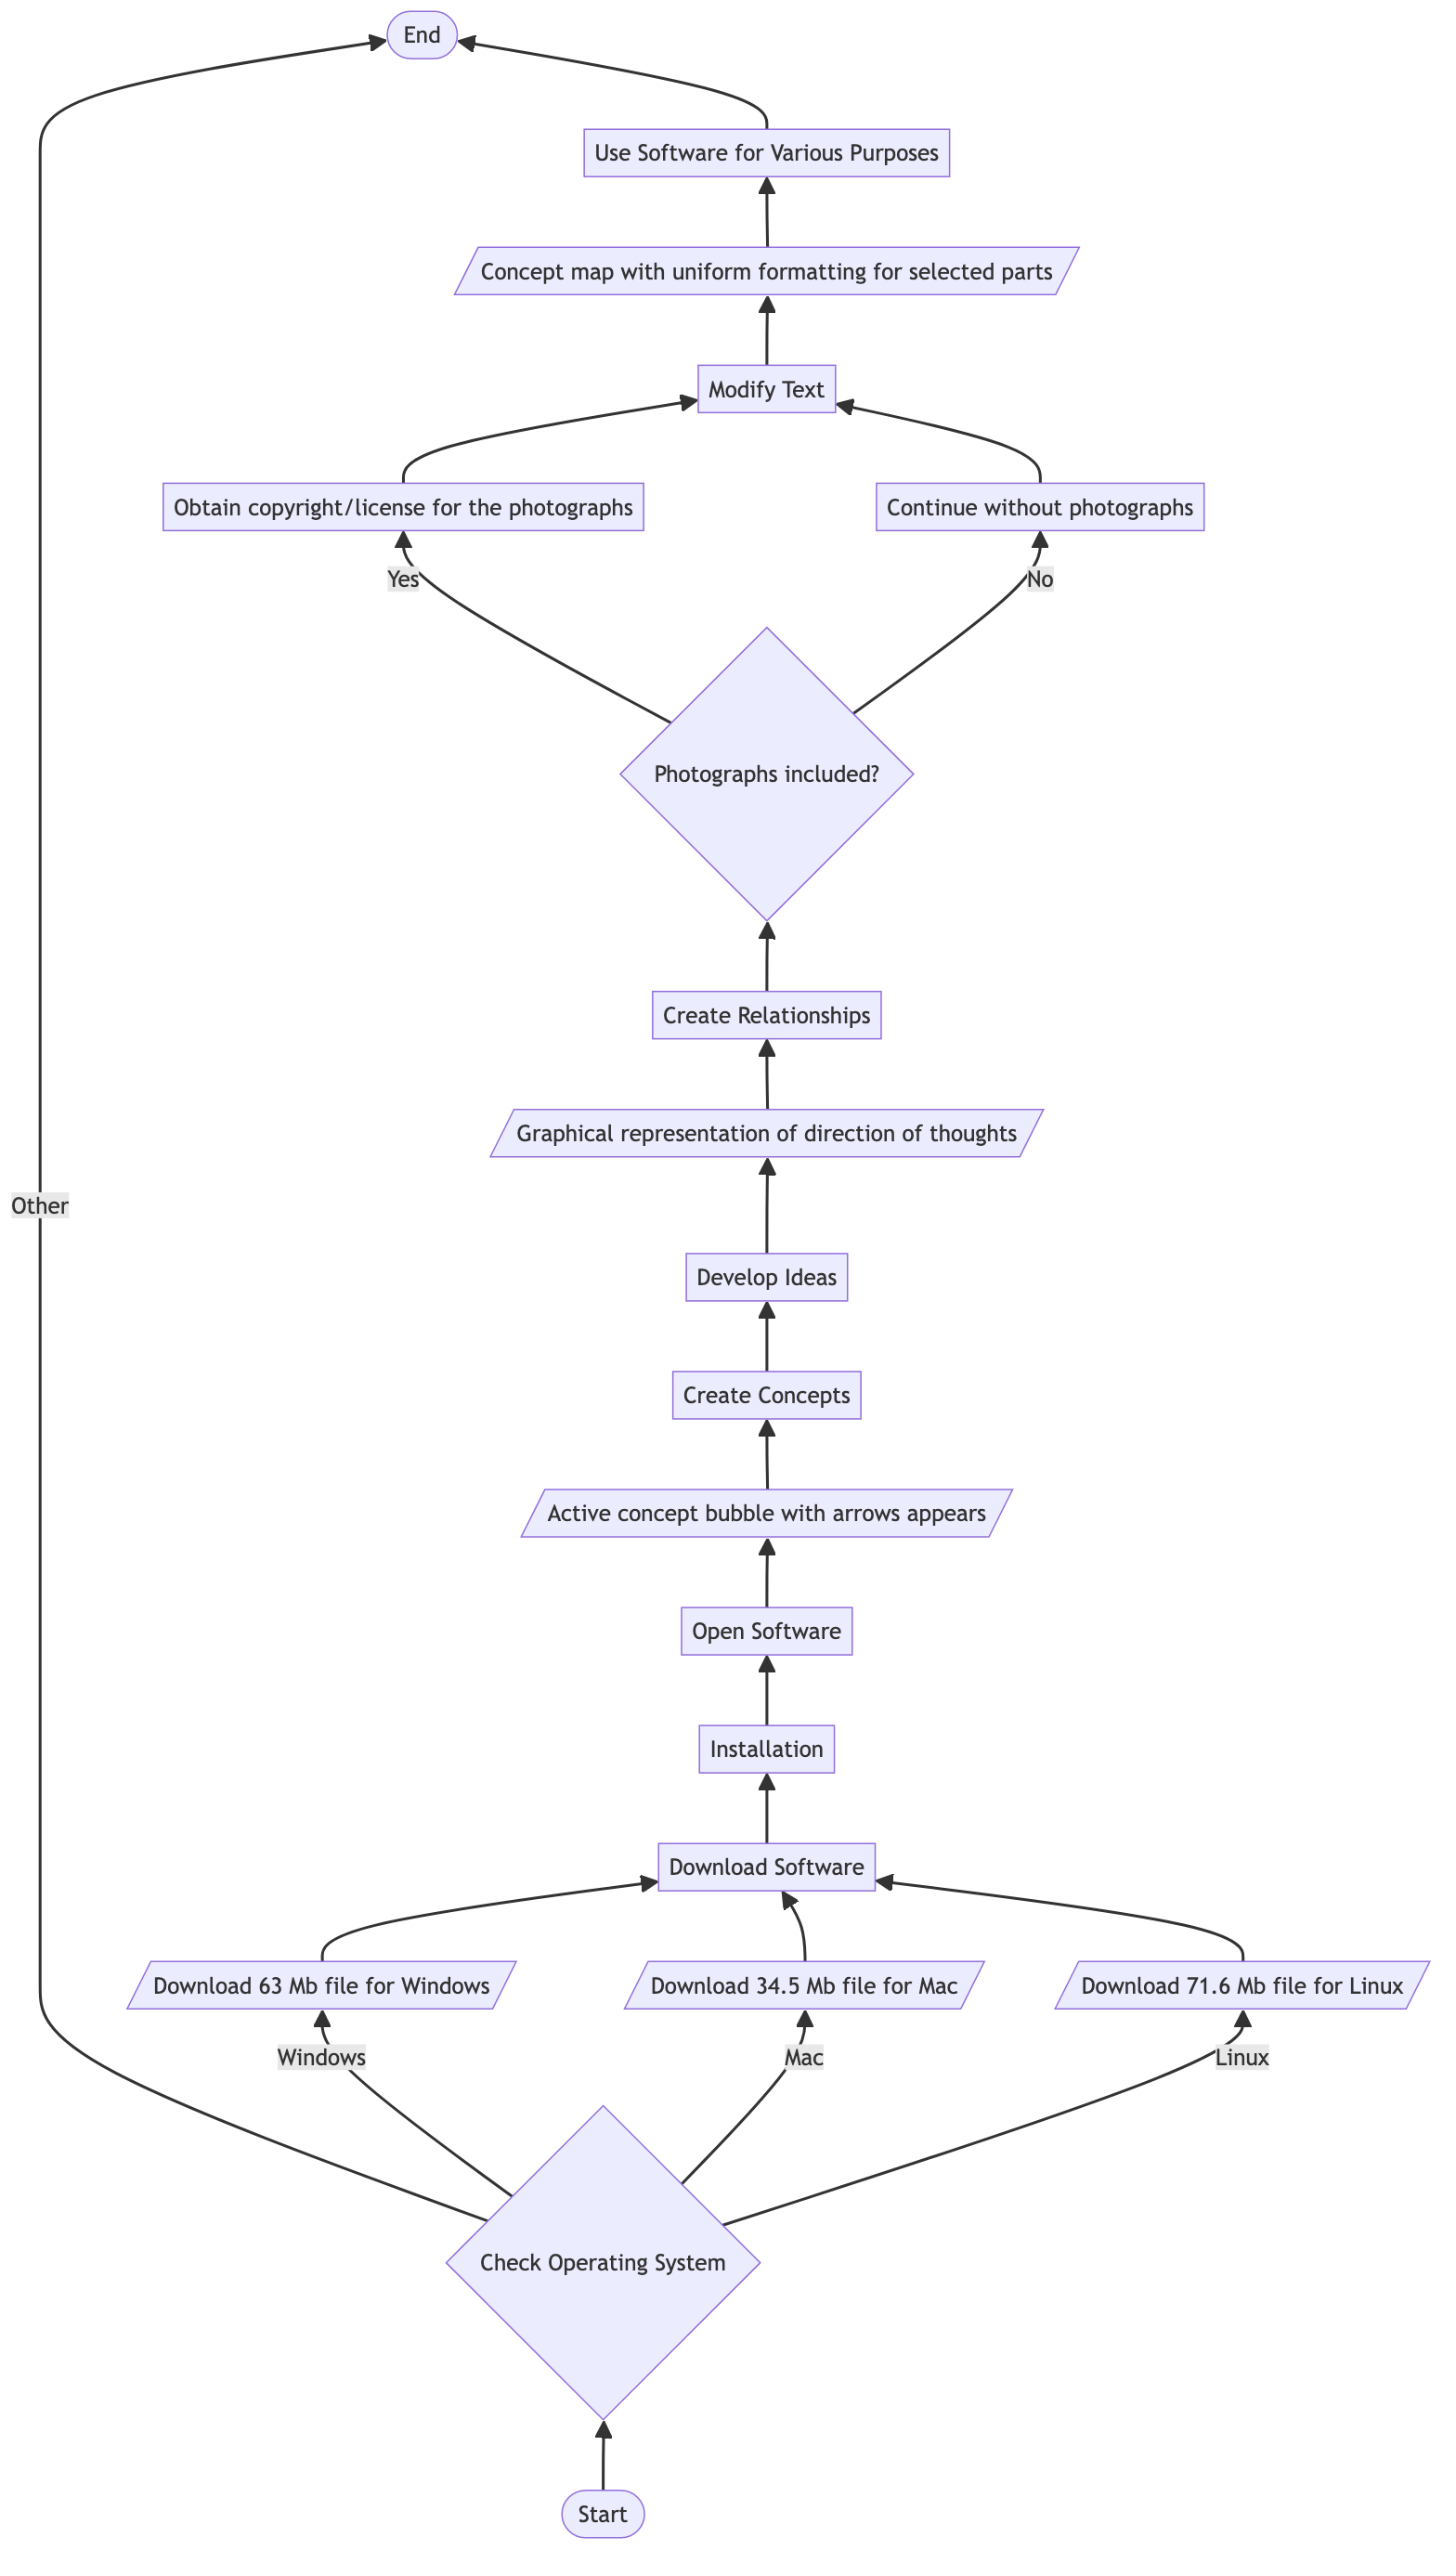 End
Use Software for Various Purposes
Concept map with uniform formatting for selected parts
Modify Text
Obtain copyright/license for the photographs
Continue without photographs
Yes
No
Photographs included?
Create Relationships
Graphical representation of direction of thoughts
Other
Develop Ideas
Create Concepts
Active concept bubble with arrows appears
Open Software
Installation
Download Software
Download 63 Mb file for Windows
Download 34.5 Mb file for Mac
Download 71.6 Mb file for Linux
Windows
Mac
Linux
Check Operating System
Start